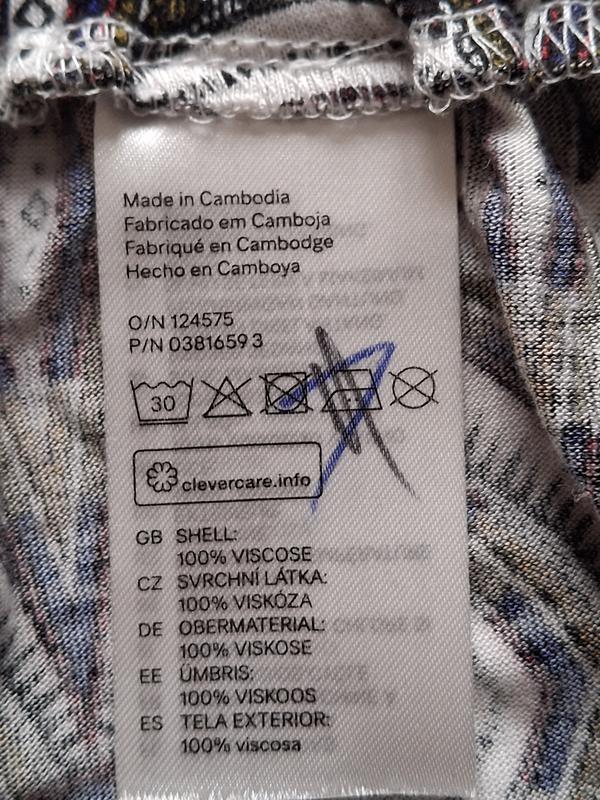 Made in Cambodia
Fabricado em Camboja
Fabriqué en Cambodge
Hecho en Camboya
O/N 124575
P/N 0381659 3
30
clevercare.info
GB SHELL:
100% VISCOSE
CZ SVRCHNÍ LÁTKA:
100% VISKÓZA
DE OBERMATERIAL:
100% VISKOSE
EE ÜMBRIS:
100% VISKOOS
ES TELA EXTERIOR:
100% viscosa